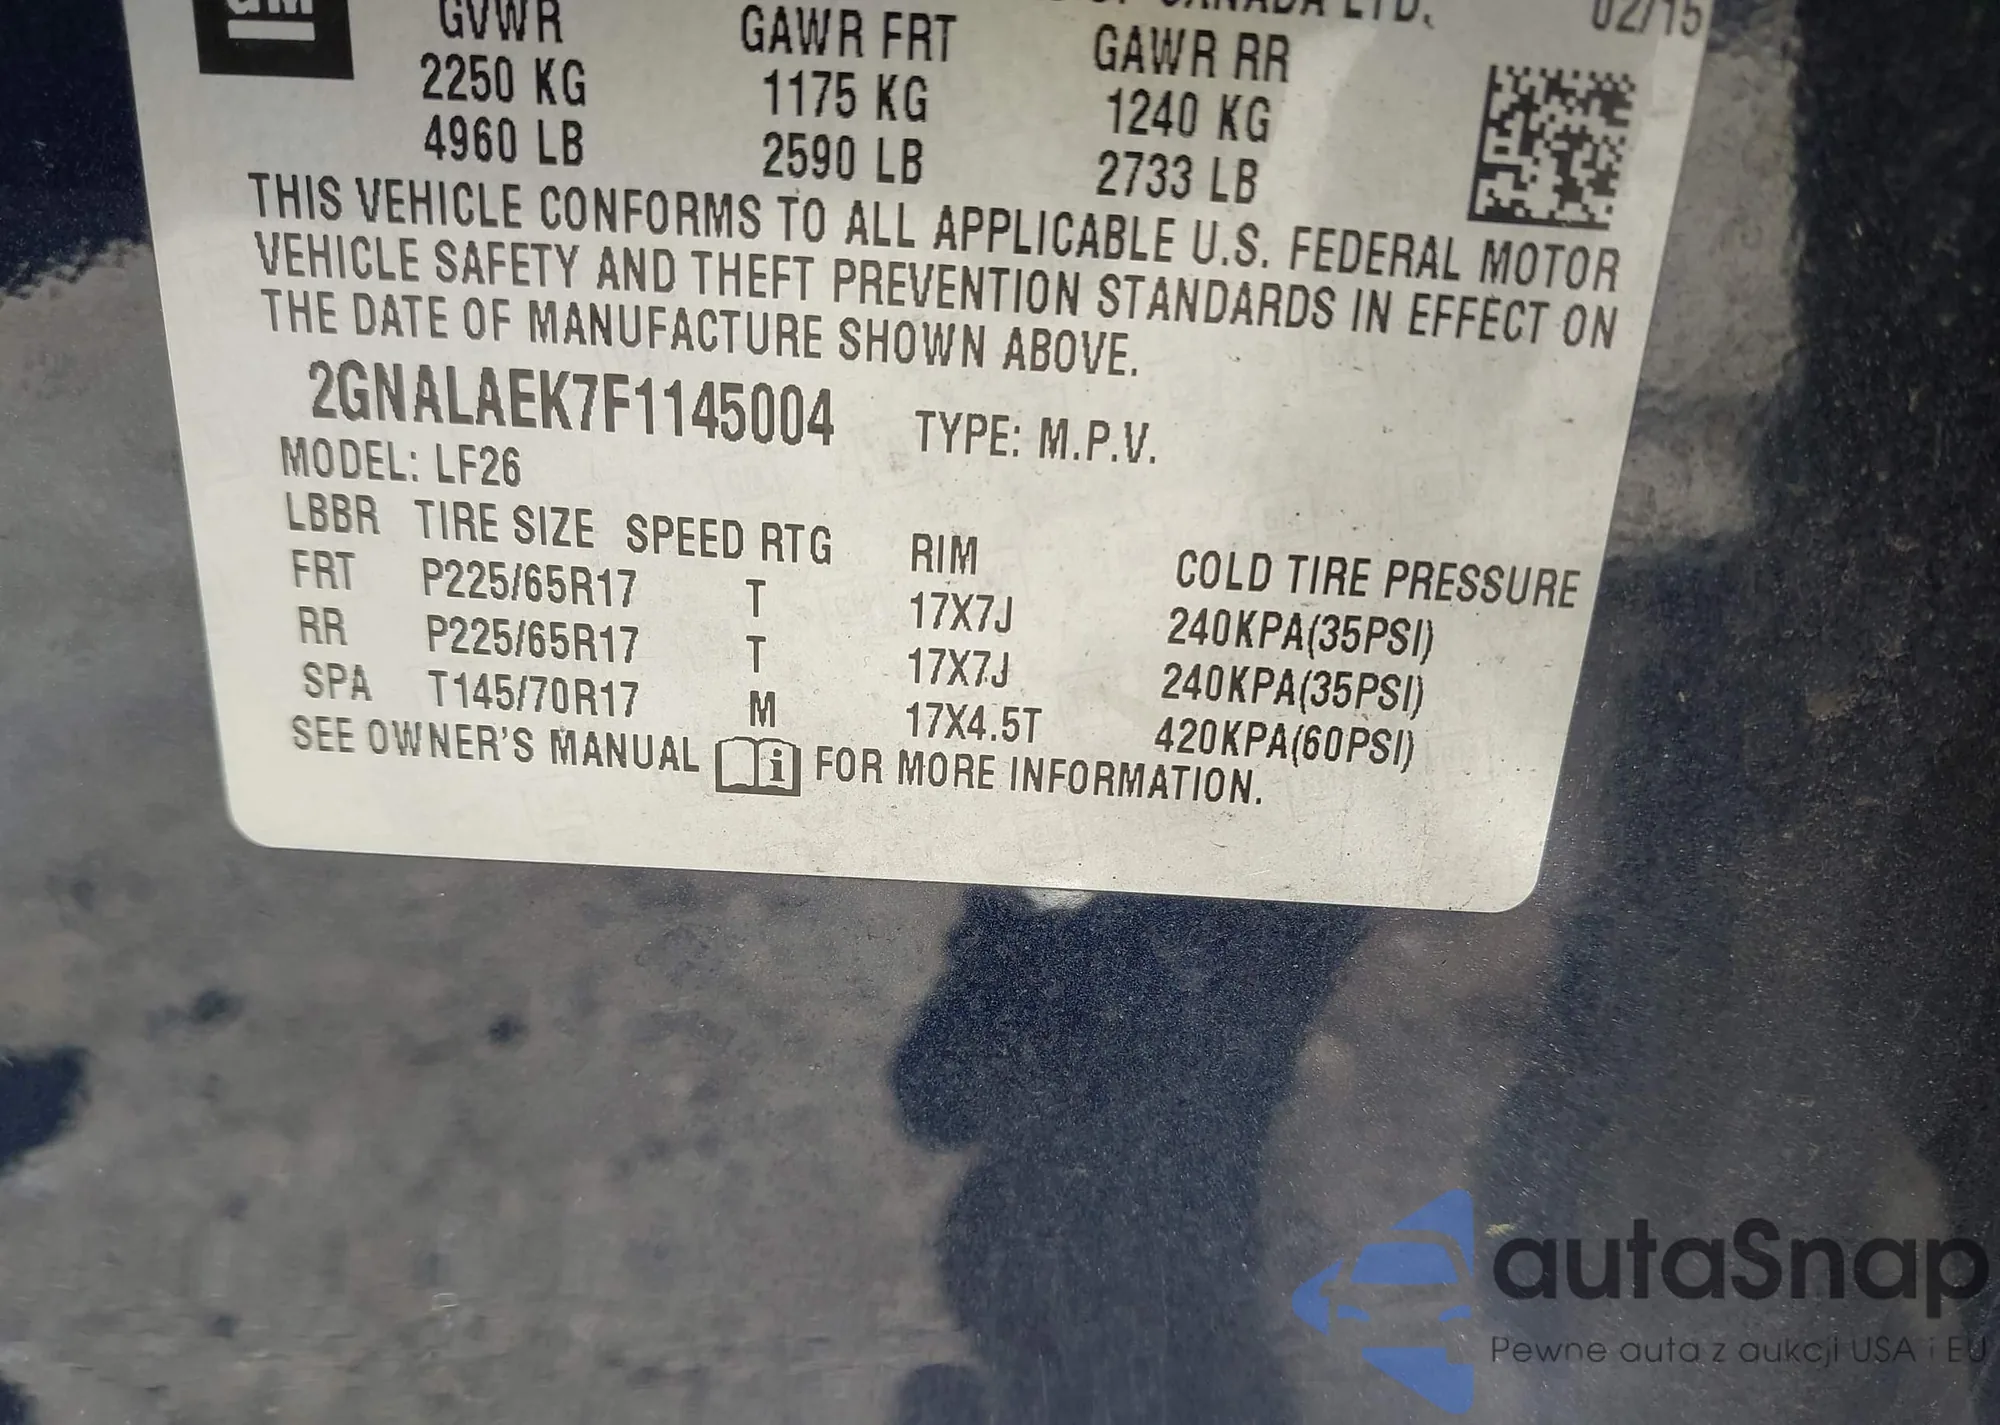 GM
OF CANADA LTD. 02/15
GVWR GAWR FRT GAWR RR
2250 KG 1175 KG 1240 KG
4960 LB 2590 LB 2733 LB
THIS VEHICLE CONFORMS TO ALL APPLICABLE U.S. FEDERAL MOTOR
VEHICLE SAFETY AND THEFT PREVENTION STANDARDS IN EFFECT ON
THE DATE OF MANUFACTURE SHOWN ABOVE.
2GNALAEK7F1145004 TYPE: M.P.V.
MODEL: LF26
LBBR TIRE SIZE SPEED RTG RIM COLD TIRE PRESSURE
FRT P225/65R17 T 17X7J 240KPA(35PSI)
RR P225/65R17 T 17X7J 240KPA(35PSI)
SPA T145/70R17 M 17X4.5T 420KPA(60PSI)
SEE OWNER'S MANUAL i FOR MORE INFORMATION.
autaSnap
Pewne auta z aukcji USA i EU